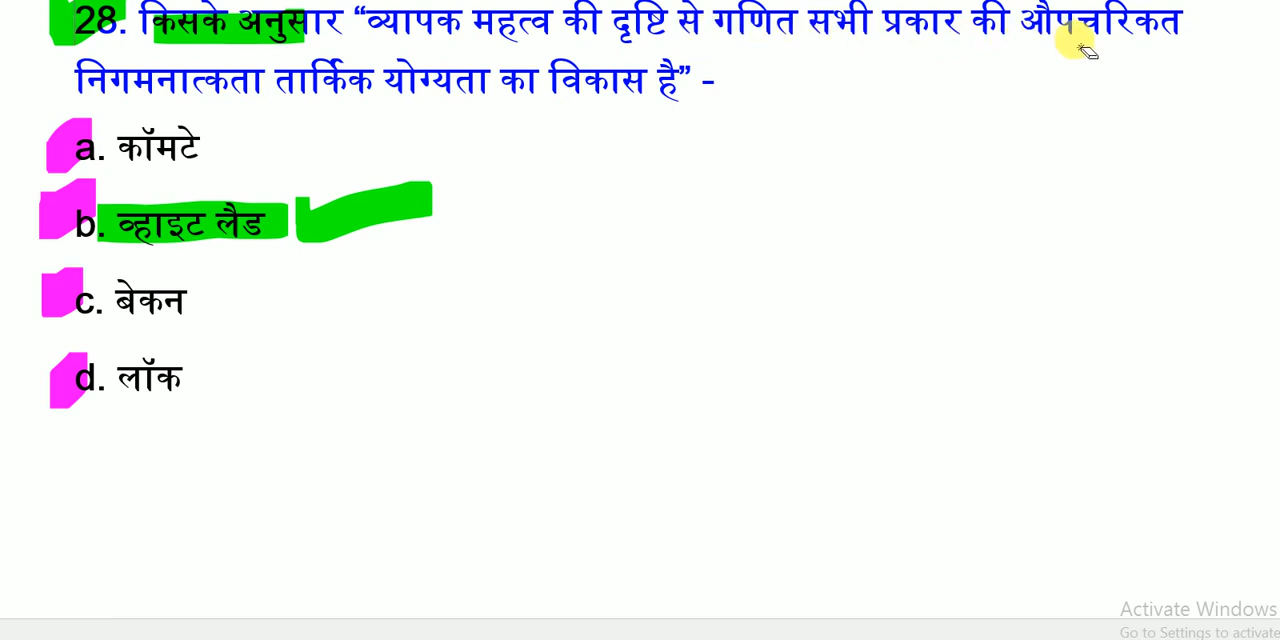 28. किसके अनुसार “व्यापक महत्व की दृष्टि से गणित सभी प्रकार की औपचारिकत
निगमनात्कता तार्किक योग्यता का विकास है” -
a. कॉमटे
b. व्हाइट लैड
c. बेकन
d. लॉक
Activate Windows
Go to Settings to activate